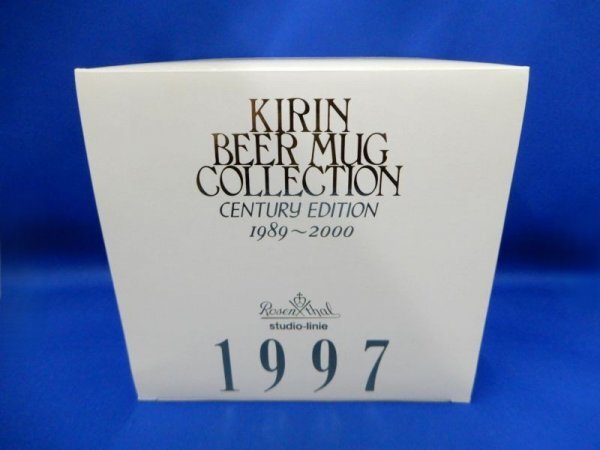 KIRIN
BEER MUG
COLLECTION
CENTURY EDITION
1989~2000
Rosenthal
studio-linie
1997